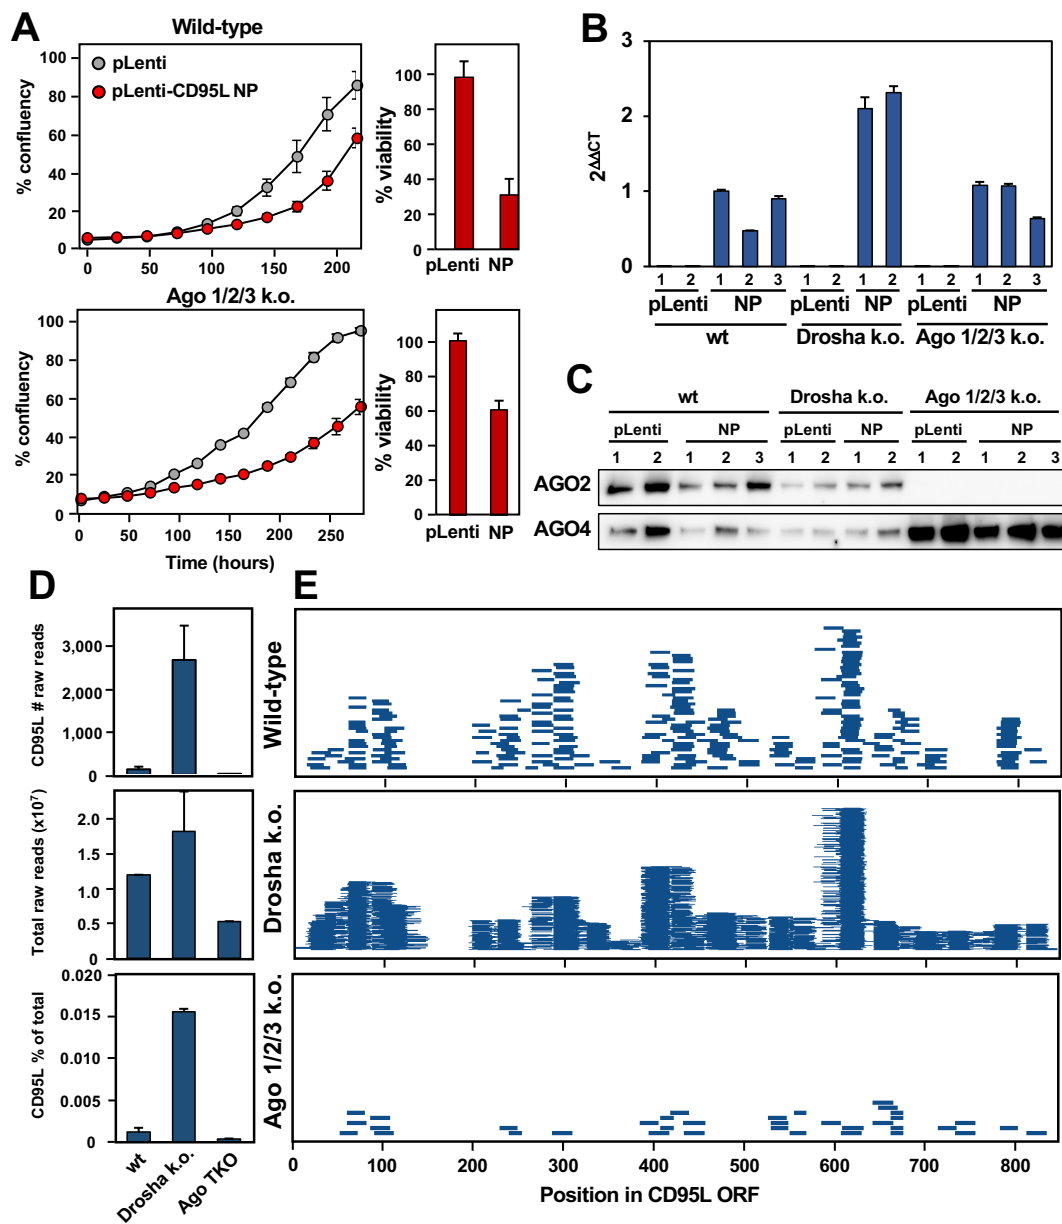 A
Wild-type
% confluency
100
80
60
40
20
0
pLenti
pLenti-CD95L NP
0
50
100
150
200
% viability
100
80
60
40
20
0
pLenti NP
Ago 1/2/3 k.o.
% confluency
100
80
60
40
20
0
0
50
100
150
200
250
Time (hours)
% viability
100
80
60
40
20
0
pLenti NP
B
2ΔΔCT
3
2
1
0
1 2 1 2 3 1 2 1 2 1 2 1 2 3
pLenti NP pLenti NP pLenti NP
wt Drosha k.o. Ago 1/2/3 k.o.
C
wt Drosha k.o. Ago 1/2/3 k.o.
pLenti NP pLenti NP pLenti NP
1 2 1 2 3 1 2 1 2 1 2 1 2 3
AGO2
AGO4
D
CD95L # raw reads
3,000
2,000
1,000
0
Total raw reads (x10⁷)
2.0
1.5
1.0
0.5
0
CD95L % of total
0.020
0.015
0.010
0.005
0
wt
Drosha k.o.
Ago TKO
E
Wild-type
Drosha k.o.
Ago 1/2/3 k.o.
0 100 200 300 400 500 600 700 800
Position in CD95L ORF